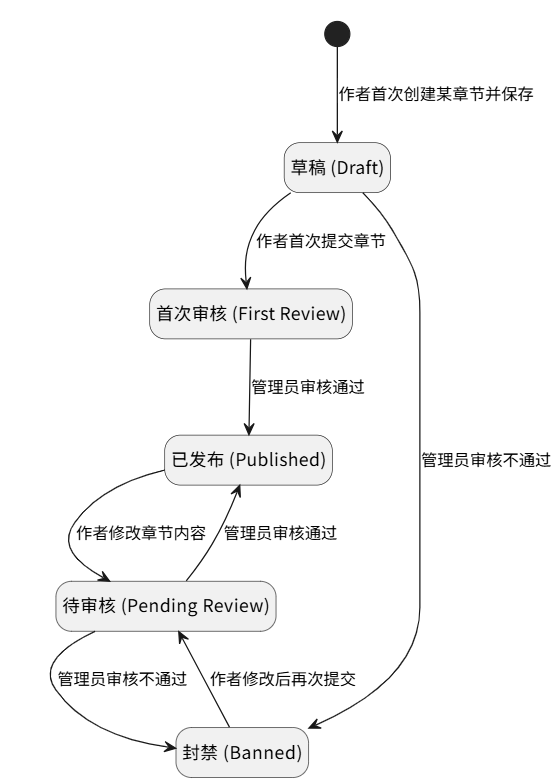 作者首次创建某章节并保存
草稿 (Draft)
作者首次提交章节
首次审核 (First Review)
管理员审核通过
已发布 (Published)
管理员审核不通过
作者修改章节内容
管理员审核通过
待审核 (Pending Review)
管理员审核不通过
作者修改后再次提交
封禁 (Banned)